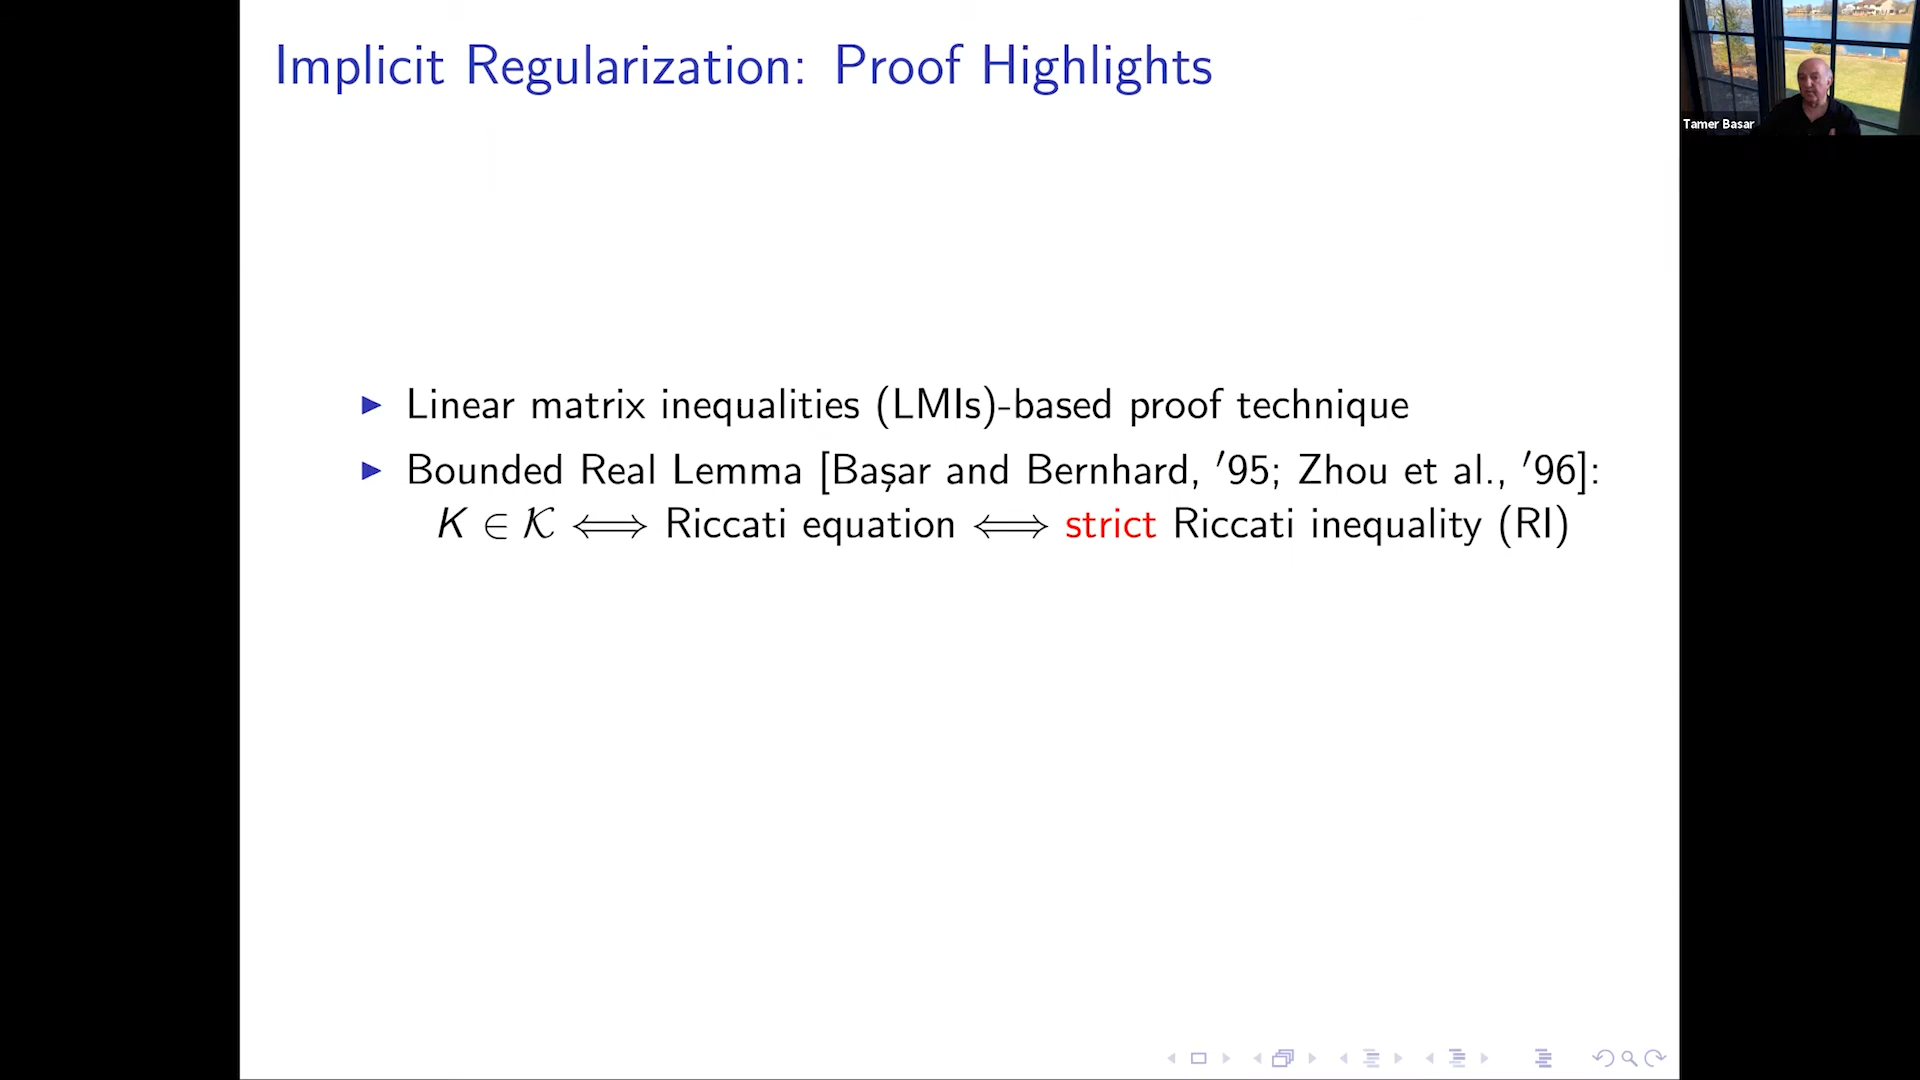 Implicit Regularization: Proof Highlights
Tamer Basar
▶ Linear matrix inequalities (LMIs)-based proof technique
▶ Bounded Real Lemma [Başar and Bernhard, ′95; Zhou et al., ′96]:
K ∈ 𝒦 ⟺ Riccati equation ⟺ strict Riccati inequality (RI)